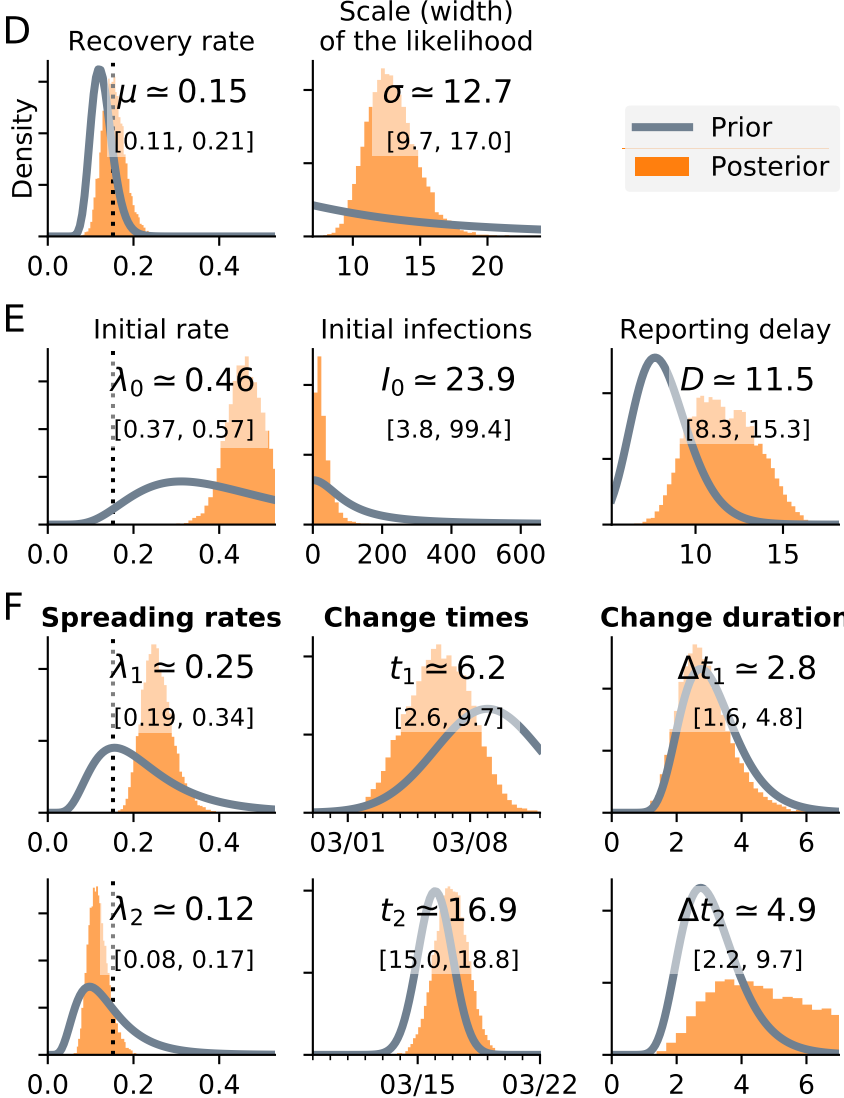 D
Recovery rate
Scale (width)
of the likelihood
Density
μ ≃ 0.15
[0.11, 0.21]
0.0 0.2 0.4
σ ≃ 12.7
[9.7, 17.0]
10 15 20
Prior
Posterior
E
Initial rate
λ₀ ≃ 0.46
[0.37, 0.57]
0.0 0.2 0.4
Initial infections
I₀ ≃ 23.9
[3.8, 99.4]
0 200 400 600
Reporting delay
D ≃ 11.5
[8.3, 15.3]
10 15
F
Spreading rates
λ₁ ≃ 0.25
[0.19, 0.34]
0.0 0.2 0.4
Change times
t₁ ≃ 6.2
[2.6, 9.7]
03/01 03/08
Change duration
Δt₁ ≃ 2.8
[1.6, 4.8]
0 2 4 6
λ₂ ≃ 0.12
[0.08, 0.17]
0.0 0.2 0.4
t₂ ≃ 16.9
[15.0, 18.8]
03/15 03/22
Δt₂ ≃ 4.9
[2.2, 9.7]
0 2 4 6